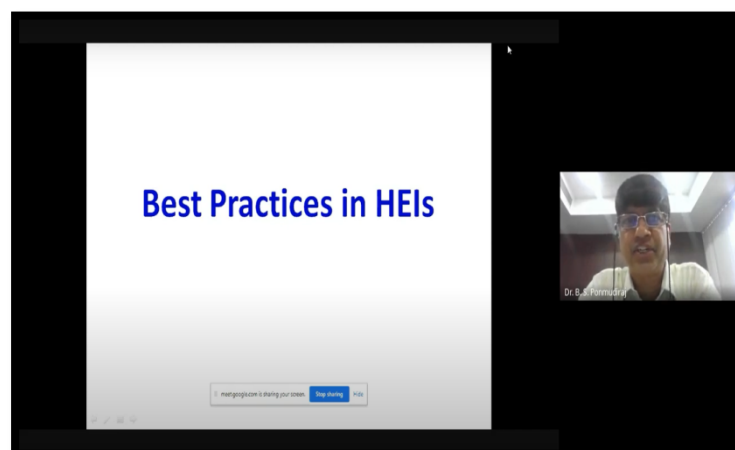 Best Practices in HEIs
Dr. B. S. Ponmudiraj
meet.google.com is sharing your screen.
Stop sharing
Hide